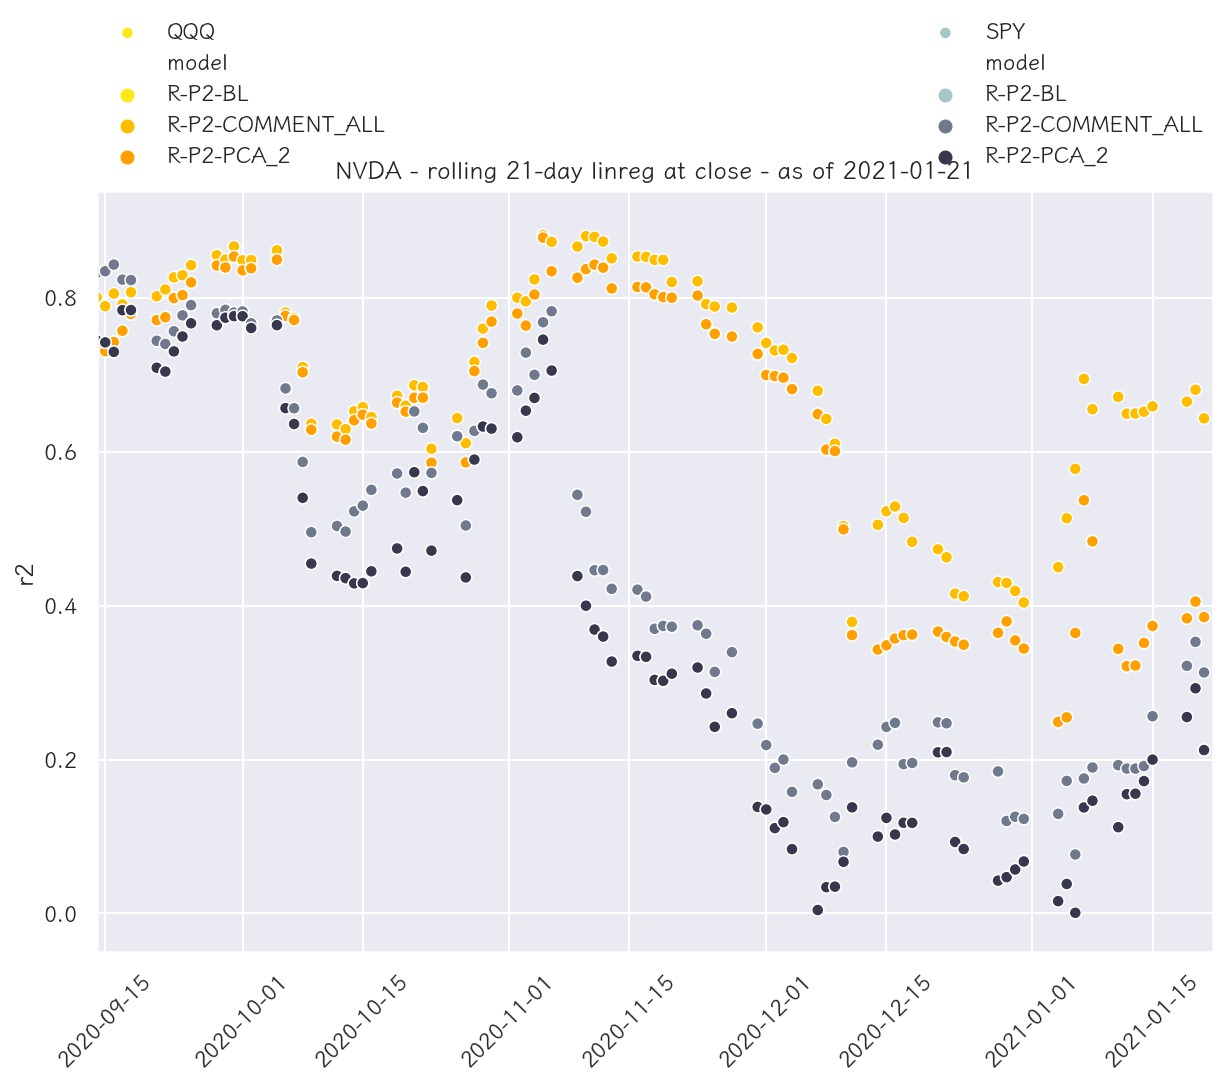 QQQ
model
R-P2-BL
R-P2-COMMENT_ALL
R-P2-PCA_2
SPY
model
R-P2-BL
R-P2-COMMENT_ALL
R-P2-PCA_2
NVDA - rolling 21-day linreg at close - as of 2021-01-21
r2
0.8
0.6
0.4
0.2
0.0
2020-09-15
2020-10-01
2020-10-15
2020-11-01
2020-11-15
2020-12-01
2020-12-15
2021-01-01
2021-01-15